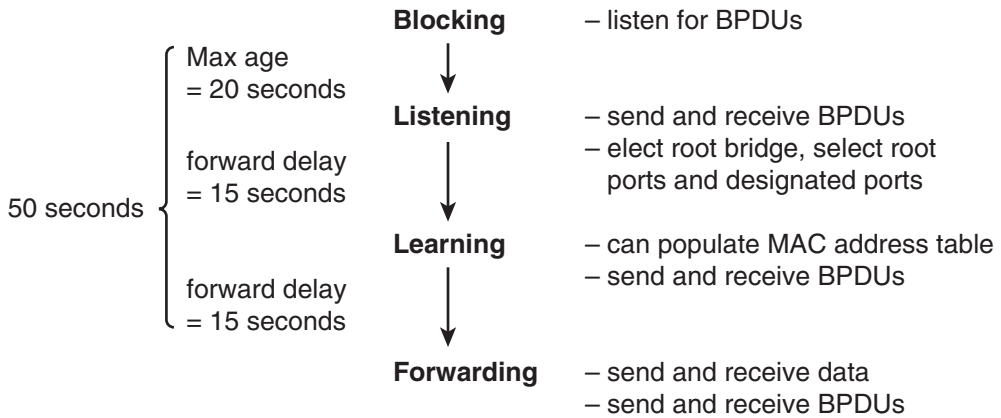 Blocking – listen for BPDUs
Max age
= 20 seconds
Listening – send and receive BPDUs
– elect root bridge, select root
ports and designated ports
forward delay
= 15 seconds
50 seconds
Learning – can populate MAC address table
– send and receive BPDUs
forward delay
= 15 seconds
Forwarding – send and receive data
– send and receive BPDUs